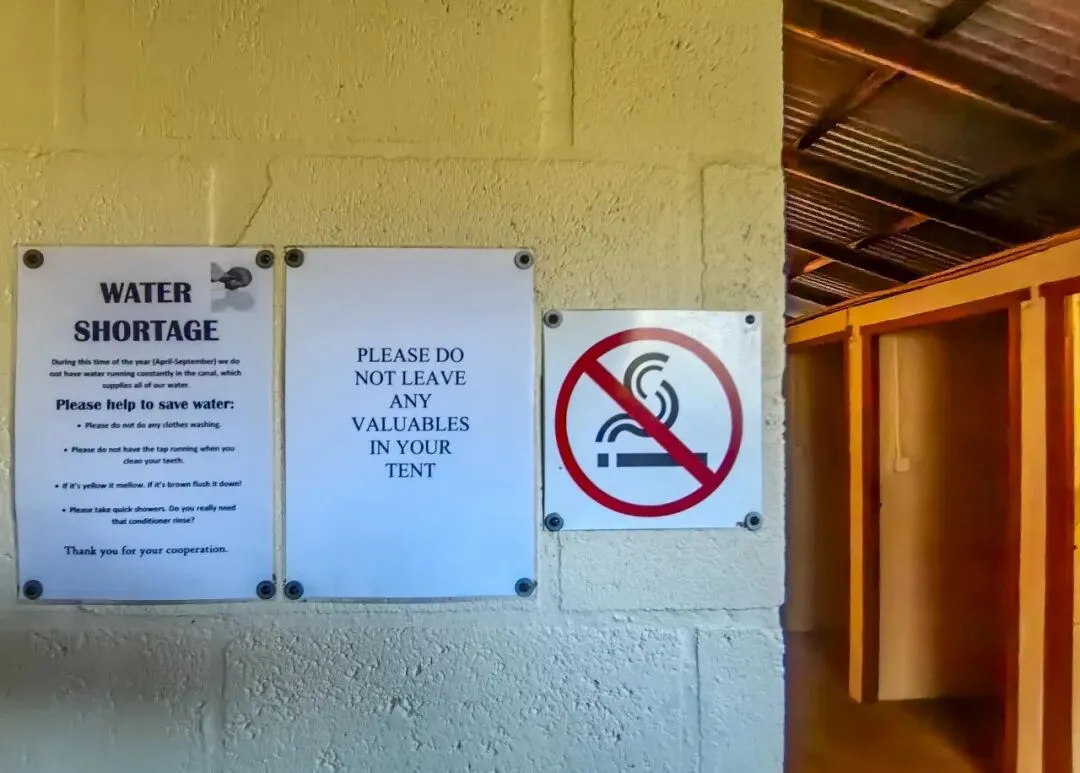 WATER
SHORTAGE
During this time of the year (April-September) we do
not have water running constantly in the canal, which
supplies all of our water.
Please help to save water:
• Please do not do any clothes washing.
• Please do not have the tap running when you
clean your teeth.
• If it's yellow it mellow. If it's brown flush it down!
• Please take quick showers. Do you really need
that conditioner rinse?
Thank you for your cooperation.
PLEASE DO
NOT LEAVE
ANY
VALUABLES
IN YOUR
TENT